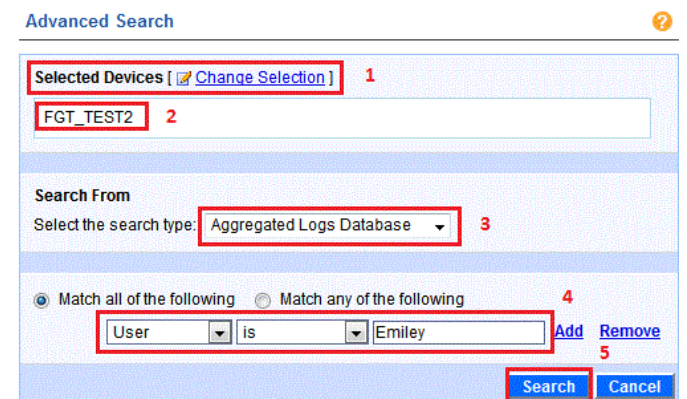 Advanced Search ?
Selected Devices [ Change Selection ] 1
FGT_TEST2 2
Search From
Select the search type: Aggregated Logs Database 3
Match all of the following Match any of the following 4
User is Emiley Add Remove
5
Search Cancel